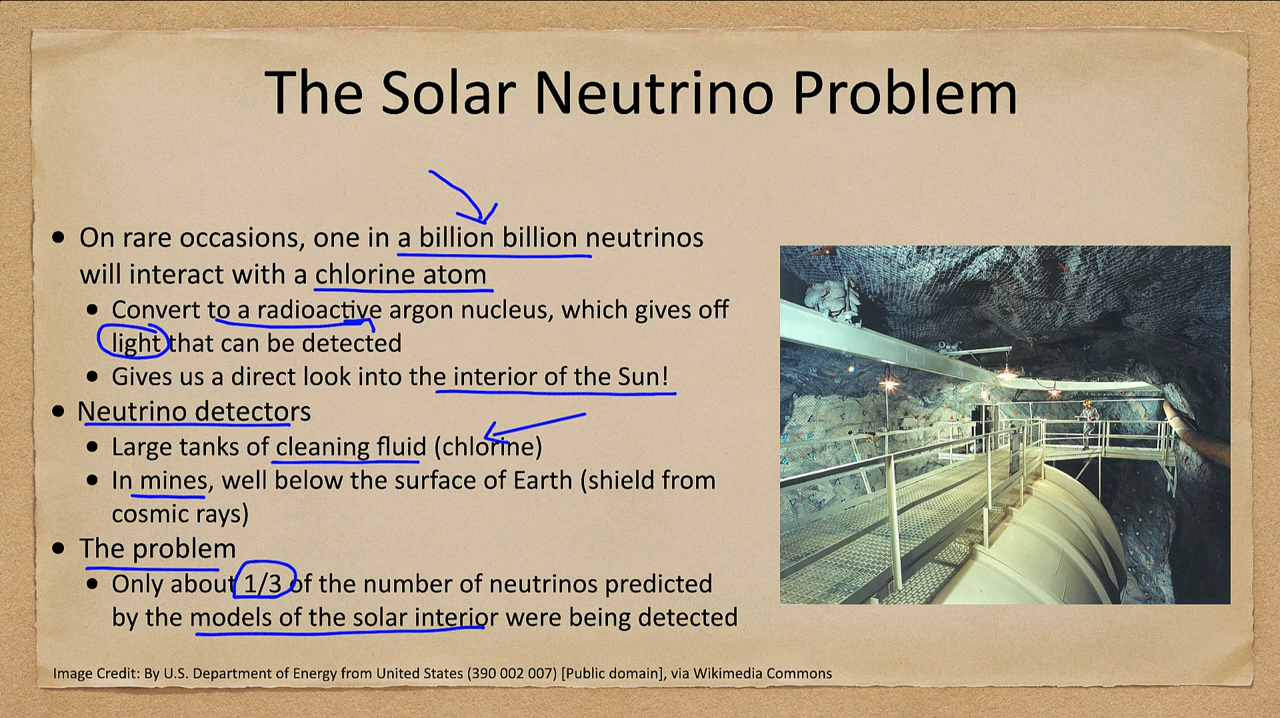 The Solar Neutrino Problem
• On rare occasions, one in a billion billion neutrinos
will interact with a chlorine atom
• Convert to a radioactive argon nucleus, which gives off
light that can be detected
• Gives us a direct look into the interior of the Sun!
• Neutrino detectors
• Large tanks of cleaning fluid (chlorine)
• In mines, well below the surface of Earth (shield from
cosmic rays)
• The problem
• Only about 1/3 of the number of neutrinos predicted
by the models of the solar interior were being detected
Image Credit: By U.S. Department of Energy from United States (390 002 007) [Public domain], via Wikimedia Commons